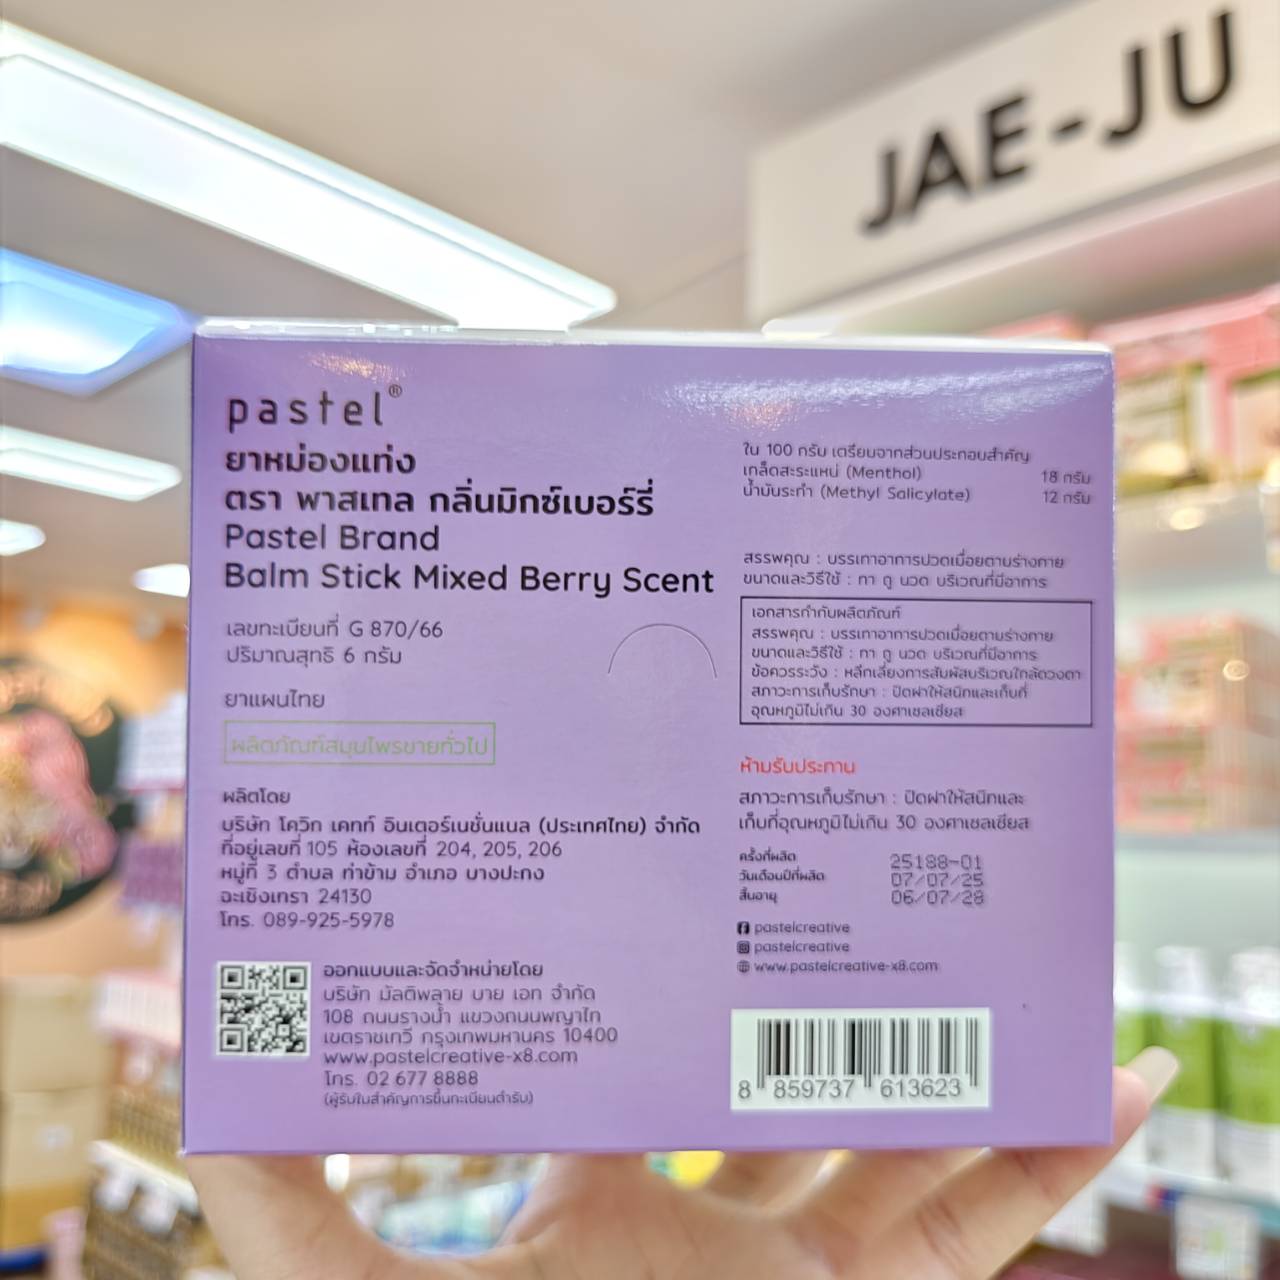 JAE-JU
pastel®
ยาหม่องแท่ง
ตรา พาสเทล กลิ่นมิกซ์เบอร์รี่
Pastel Brand
Balm Stick Mixed Berry Scent
เลขทะเบียนที่ G 870/66
ปริมาณสุทธิ 6 กรัม
ยาแผนไทย
ผลิตภัณฑ์สมุนไพรขายทั่วไป
ผลิตโดย
บริษัท โควิก เคทท์ อินเตอร์เนชั่นแนล (ประเทศไทย) จำกัด
ที่อยู่เลขที่ 105 ห้องเลขที่ 204, 205, 206
หมู่ที่ 3 ตำบล ท่าข้าม อำเภอ บางปะกง
ฉะเชิงเทรา 24130
โทร. 089-925-5978
ออกแบบและจัดจำหน่ายโดย
บริษัท มัลติพลาย บาย เอท จำกัด
108 ถนนรางน้ำ แขวงถนนพญาไท
เขตราชเทวี กรุงเทพมหานคร 10400
www.pastelcreative-x8.com
โทร. 02 677 8888
(ผู้รับใบสำคัญการขึ้นทะเบียนตำรับ)
ใน 100 กรัม เตรียมจากส่วนประกอบสำคัญ
เกล็ดสะระแหน่ (Menthol) 18 กรัม
น้ำมันระกำ (Methyl Salicylate) 12 กรัม
สรรพคุณ : บรรเทาอาการปวดเมื่อยตามร่างกาย
ขนาดและวิธีใช้ : ทา ถู นวด บริเวณที่มีอาการ
เอกสารกำกับผลิตภัณฑ์
สรรพคุณ : บรรเทาอาการปวดเมื่อยตามร่างกาย
ขนาดและวิธีใช้ : ทา ถู นวด บริเวณที่มีอาการ
ข้อควรระวัง : หลีกเลี่ยงการสัมผัสบริเวณใกล้ดวงตา
สภาวะการเก็บรักษา : ปิดฝาให้สนิทและเก็บที่
อุณหภูมิไม่เกิน 30 องศาเซลเซียส
ห้ามรับประทาน
สภาวะการเก็บรักษา : ปิดฝาให้สนิทและ
เก็บที่อุณหภูมิไม่เกิน 30 องศาเซลเซียส
ครั้งที่ผลิต 25188-01
วันเดือนปีที่ผลิต 07/07/25
สิ้นอายุ 06/07/28
pastelcreative
pastelcreative
www.pastelcreative-x8.com
8 859737 613623